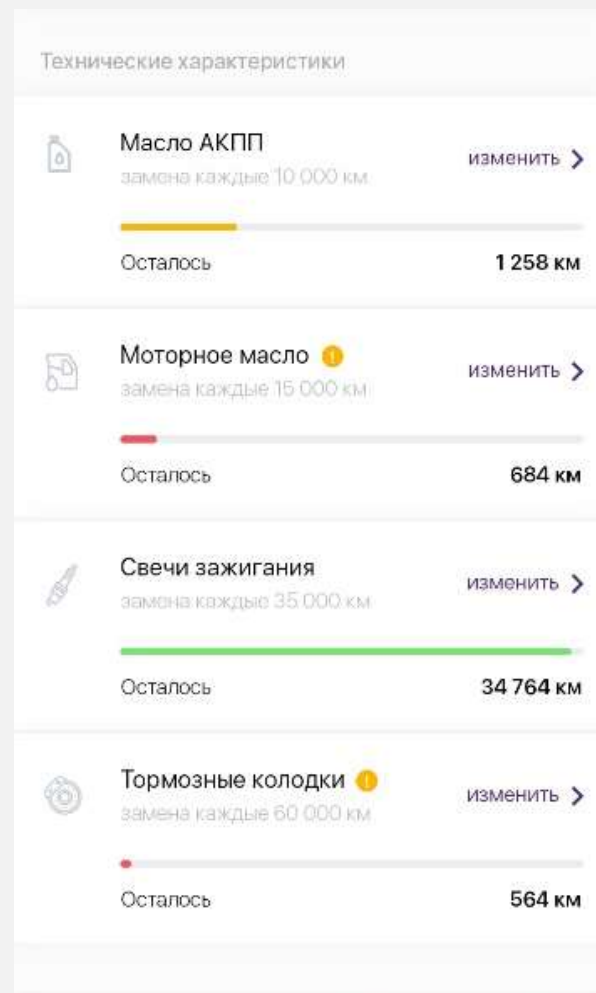 Технические характеристики
Масло АКПП
изменить
замена каждые 10 000 км
Осталось
1 258 км
Моторное масло
изменить
замена каждые 15 000 км
Осталось
684 км
Свечи зажигания
изменить
замена каждые 35 000 км
Осталось
34 764 км
Тормозные колодки
изменить
замена каждые 60 000 км
Осталось
564 км